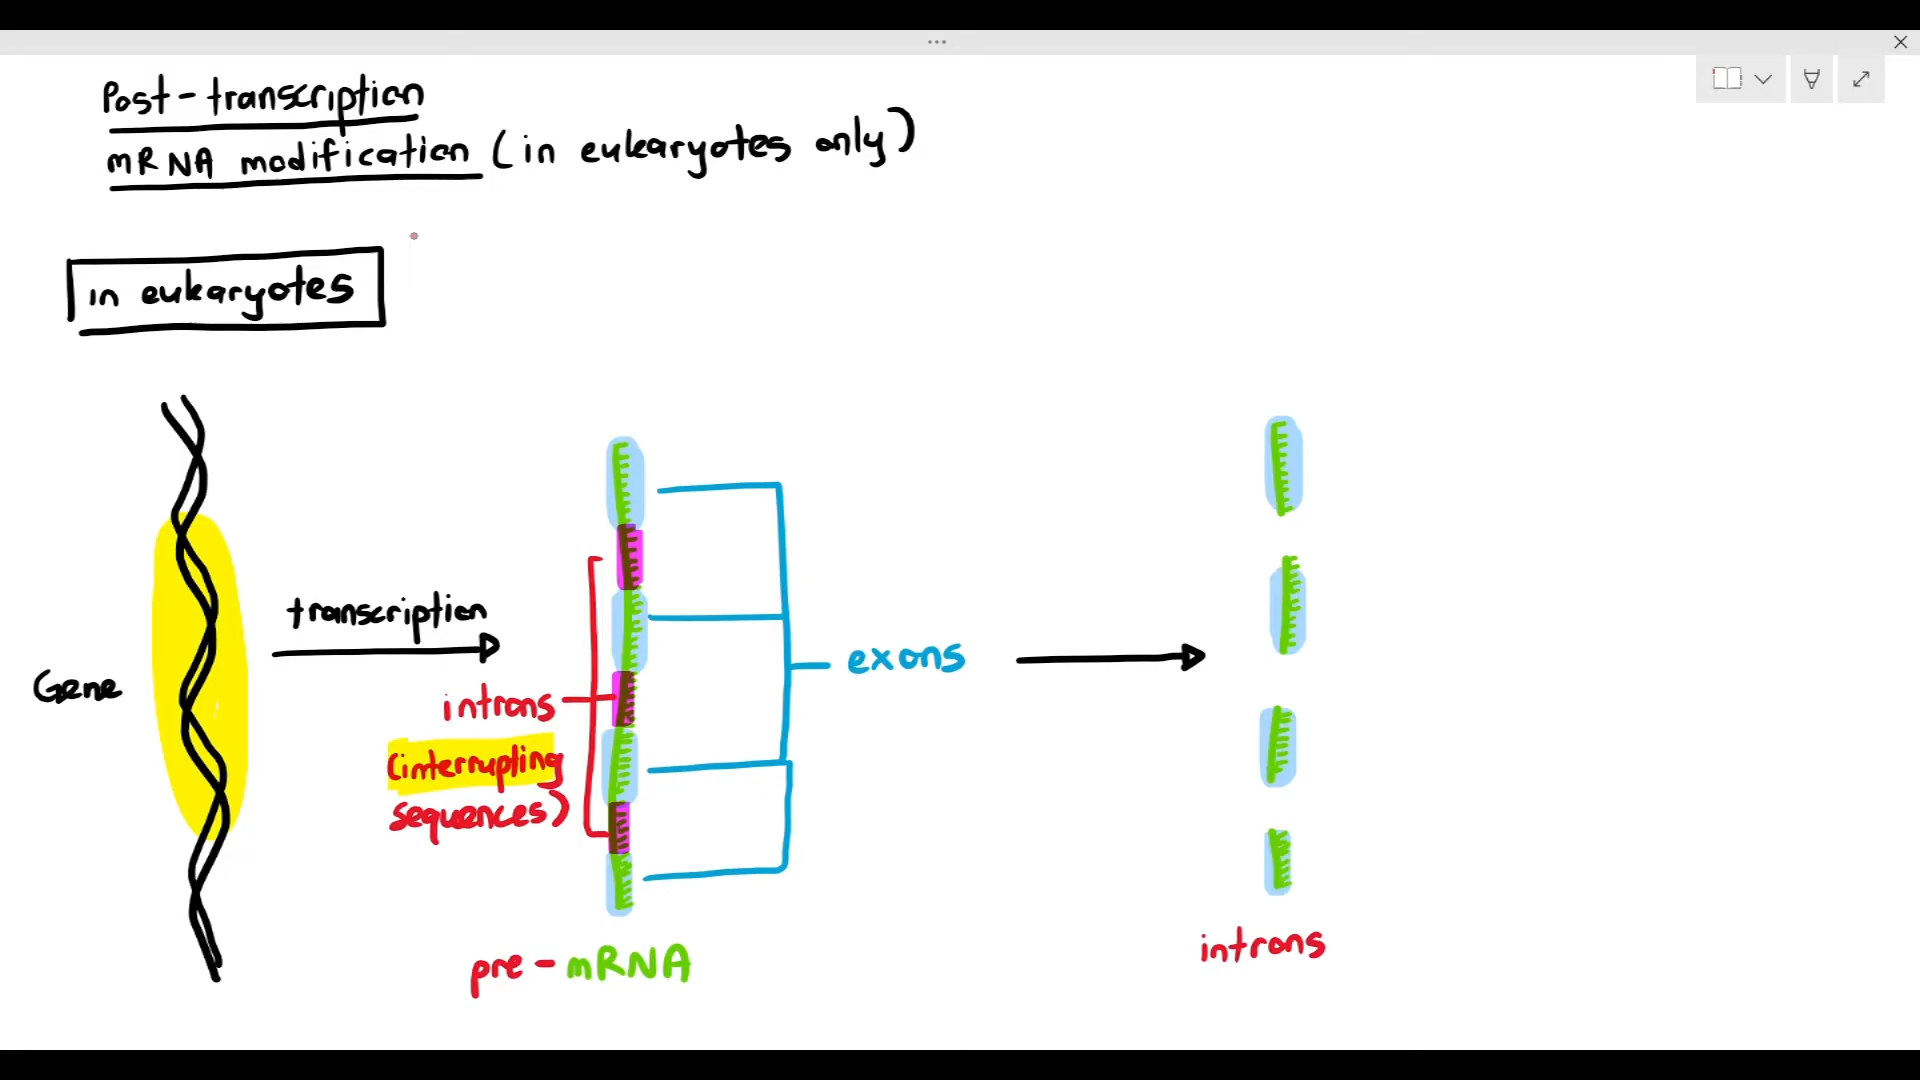 Post-transcription
mRNA modification (in eukaryotes only)
in eukaryotes
Gene
transcription
introns
(interrupting
sequences)
exons
pre-mRNA
introns